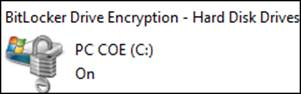 BitLocker Drive Encryption - Hard Disk Drives
PC COE (C:)
On